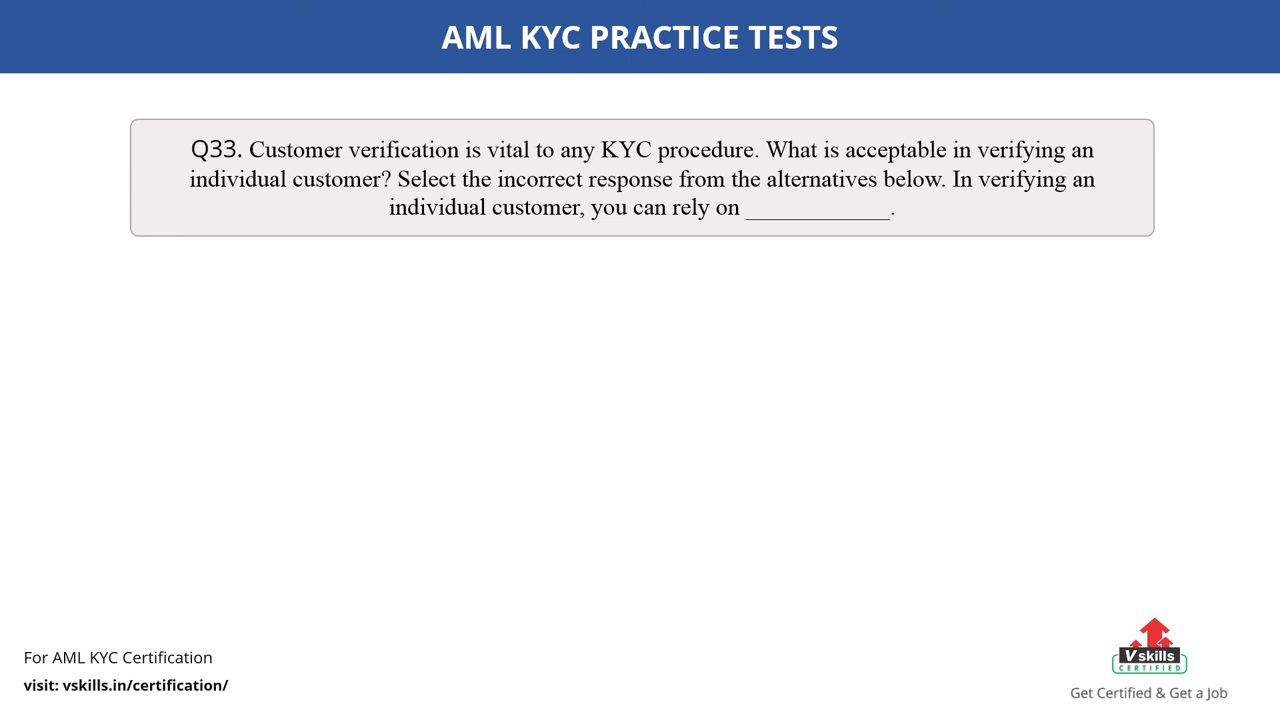 AML KYC PRACTICE TESTS
Q33. Customer verification is vital to any KYC procedure. What is acceptable in verifying an
individual customer? Select the incorrect response from the alternatives below. In verifying an
individual customer, you can rely on ____________.
For AML KYC Certification
visit: vskills.in/certification/
Vskills
CERTIFIED
Get Certified & Get a Job